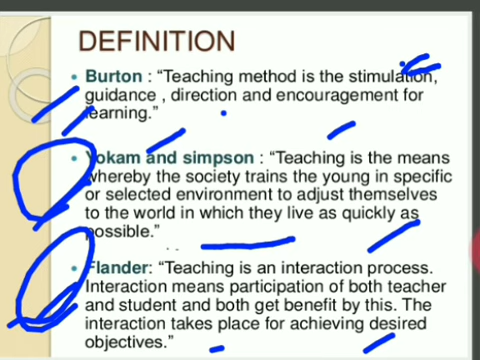 DEFINITION
Burton : “Teaching method is the stimulation,
guidance , direction and encouragement for
learning.”
Yokam and simpson : “Teaching is the means
whereby the society trains the young in specific
or selected environment to adjust themselves
to the world in which they live as quickly as
possible.”
Flander: “Teaching is an interaction process.
Interaction means participation of both teacher
and student and both get benefit by this. The
interaction takes place for achieving desired
objectives.”